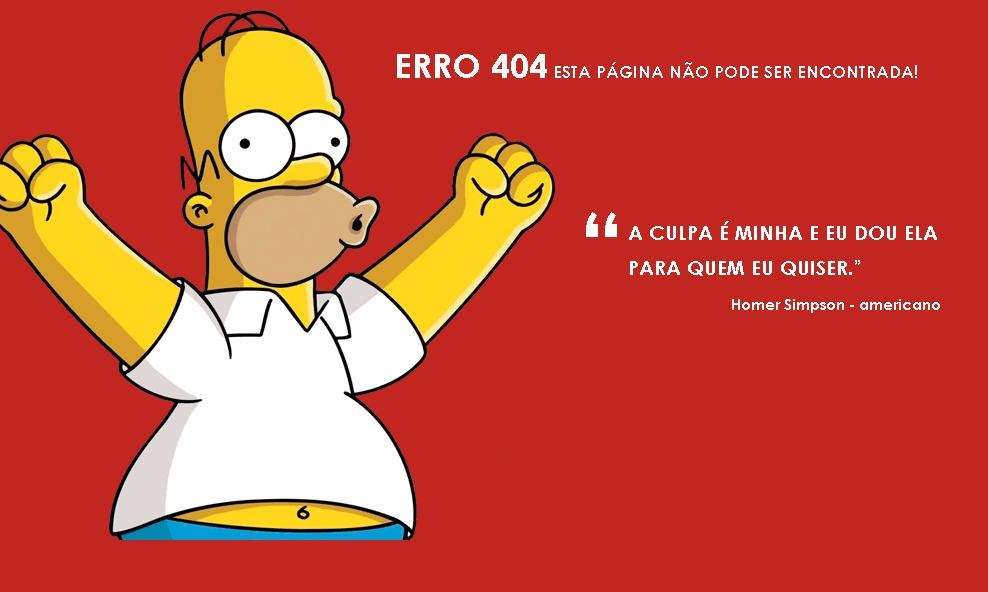 ERRO 404 ESTA PÁGINA NÃO PODE SER ENCONTRADA!
“A CULPA É MINHA E EU DOU ELA
PARA QUEM EU QUISER.”
Homer Simpson - americano